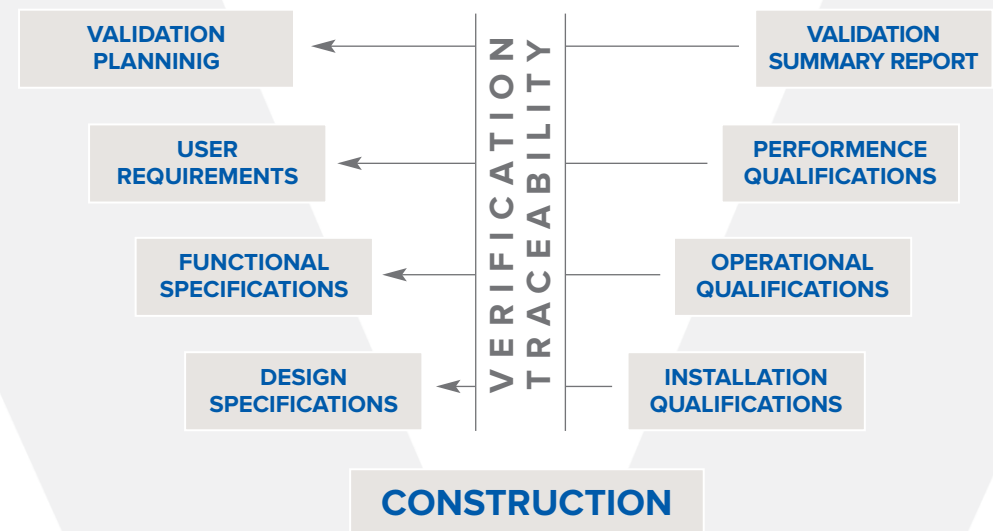 VALIDATION
PLANNINIG
VALIDATION
SUMMARY REPORT
USER
REQUIREMENTS
PERFORMENCE
QUALIFICATIONS
FUNCTIONAL
SPECIFICATIONS
OPERATIONAL
QUALIFICATIONS
DESIGN
SPECIFICATIONS
INSTALLATION
QUALIFICATIONS
VERIFICATION
TRACEABILITY
CONSTRUCTION